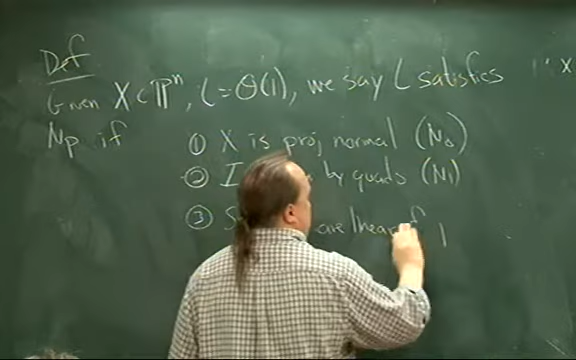 Def
Given X ⊂ ℙⁿ, L = O(1), we say L satisfies
Np if
① X is proj normal (N₀)
② I by quads (N₁)
③ S are linear f